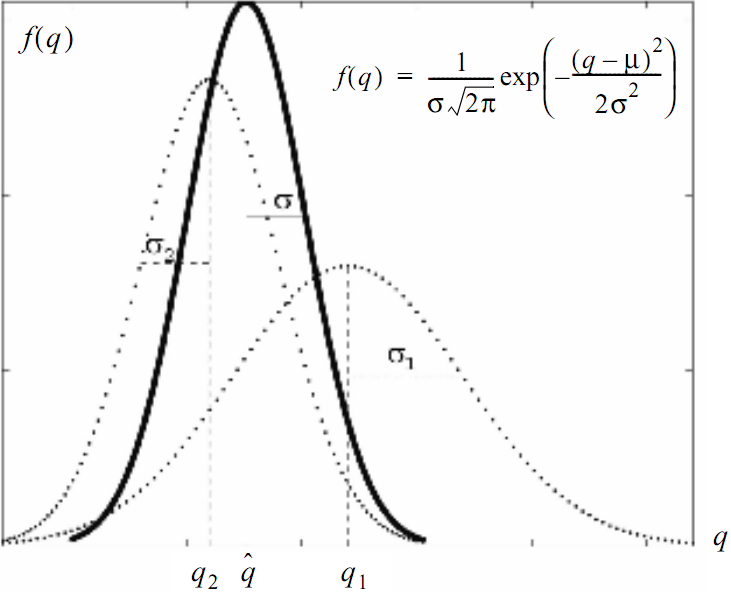 f(q)
f(q) = 1/(σ√2π) exp(-(q – μ)²/2σ²)
σ
σ₂
σ₁
q
q₂ q̂ q₁